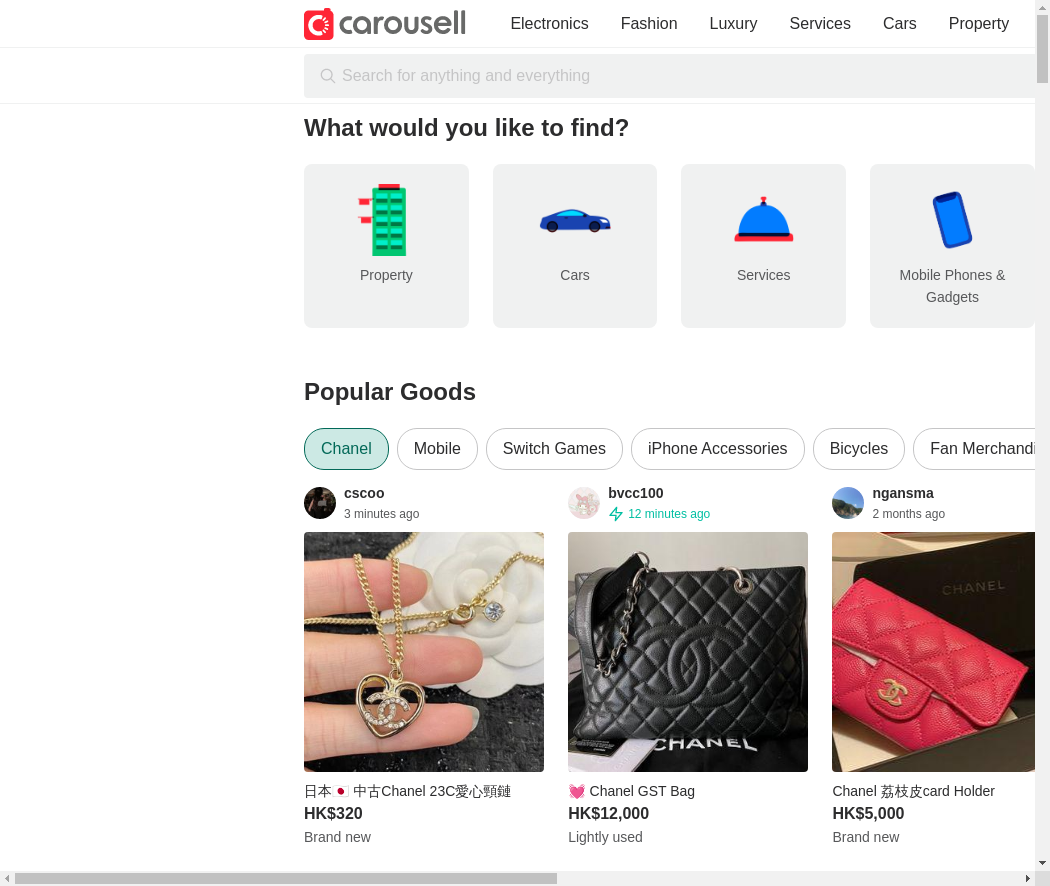 carousell
Electronics
Fashion
Luxury
Services
Cars
Property
Search for anything and everything
What would you like to find?
Property
Cars
Services
Mobile Phones &
Gadgets
Popular Goods
Chanel
Mobile
Switch Games
iPhone Accessories
Bicycles
Fan Merchandi
cscoo
3 minutes ago
bvcc100
12 minutes ago
ngansma
2 months ago
CHANEL
CHANEL
日本🇯🇵 中古Chanel 23C愛心頸鏈
HK$320
Brand new
💓 Chanel GST Bag
HK$12,000
Lightly used
Chanel 荔枝皮card Holder
HK$5,000
Brand new